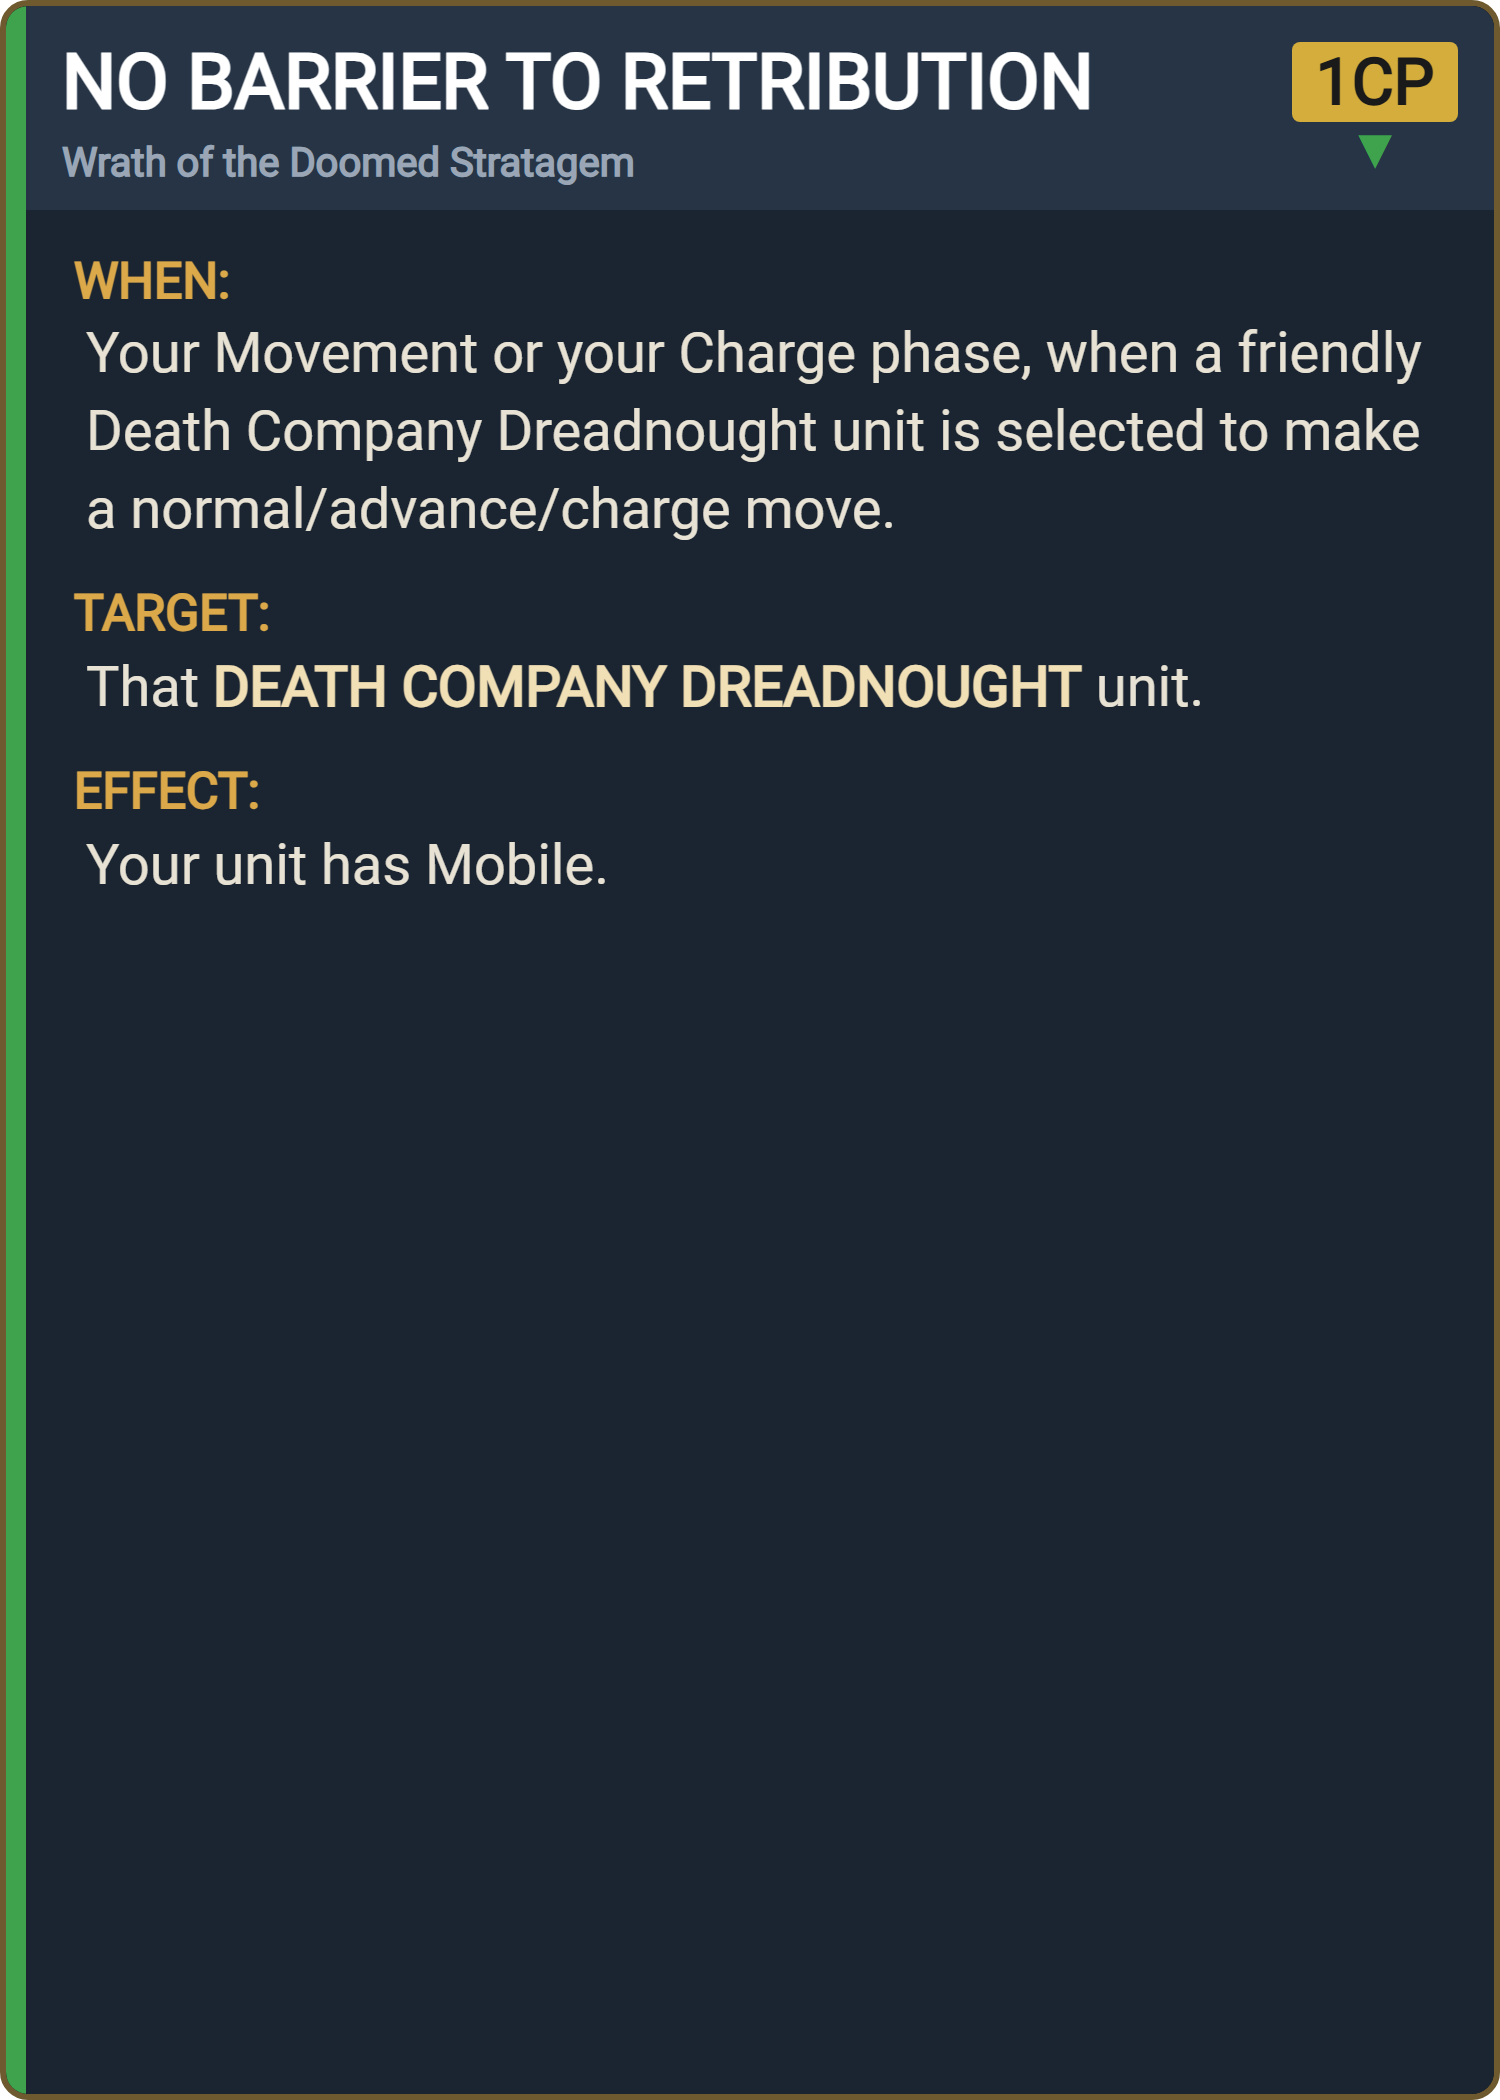 NO BARRIER TO RETRIBUTION
1CP
Wrath of the Doomed Stratagem
WHEN:
Your Movement or your Charge phase, when a friendly
Death Company Dreadnought unit is selected to make
a normal/advance/charge move.
TARGET:
That DEATH COMPANY DREADNOUGHT unit.
EFFECT:
Your unit has Mobile.